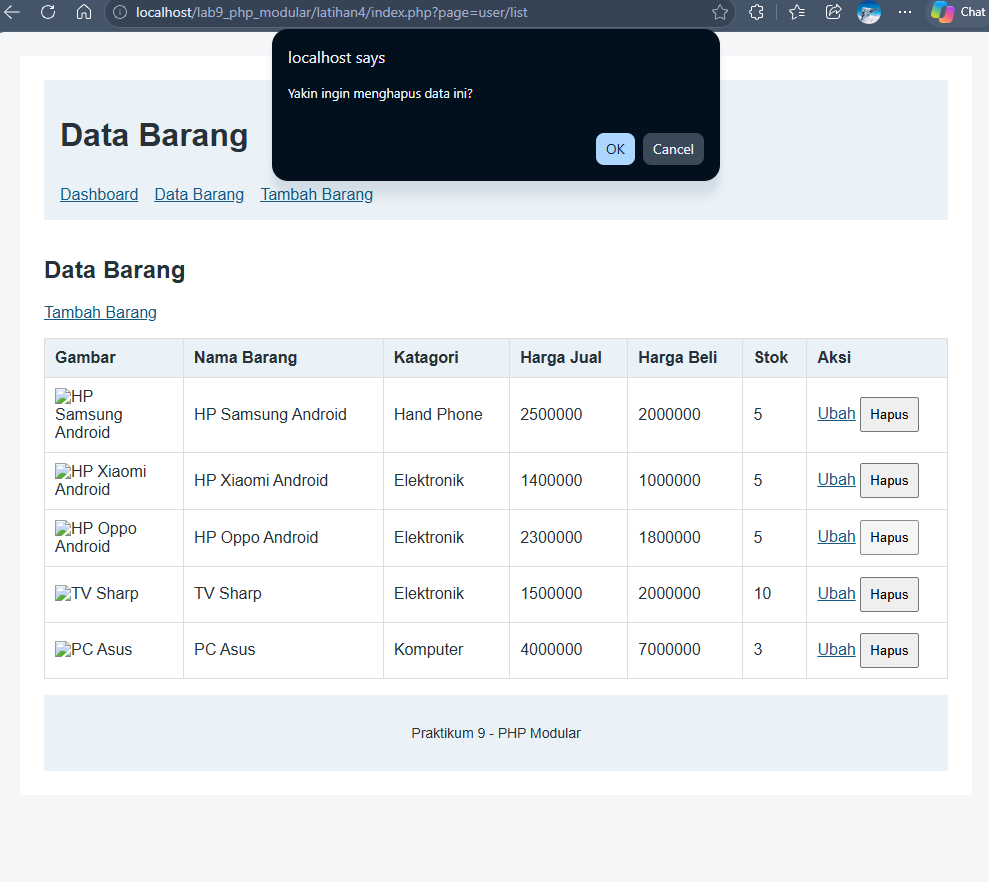 localhost/lab9_php_modular/latihan4/index.php?page=user/list
Chat
localhost says
Yakin ingin menghapus data ini?
OK Cancel
Data Barang
Dashboard Data Barang Tambah Barang
Data Barang
Tambah Barang
Gambar Nama Barang Katagori Harga Jual Harga Beli Stok Aksi
HP
Samsung
Android
HP Samsung Android Hand Phone 2500000 2000000 5 Ubah Hapus
HP Xiaomi
Android
HP Xiaomi Android Elektronik 1400000 1000000 5 Ubah Hapus
HP Oppo
Android
HP Oppo Android Elektronik 2300000 1800000 5 Ubah Hapus
TV Sharp TV Sharp Elektronik 1500000 2000000 10 Ubah Hapus
PC Asus PC Asus Komputer 4000000 7000000 3 Ubah Hapus
Praktikum 9 - PHP Modular